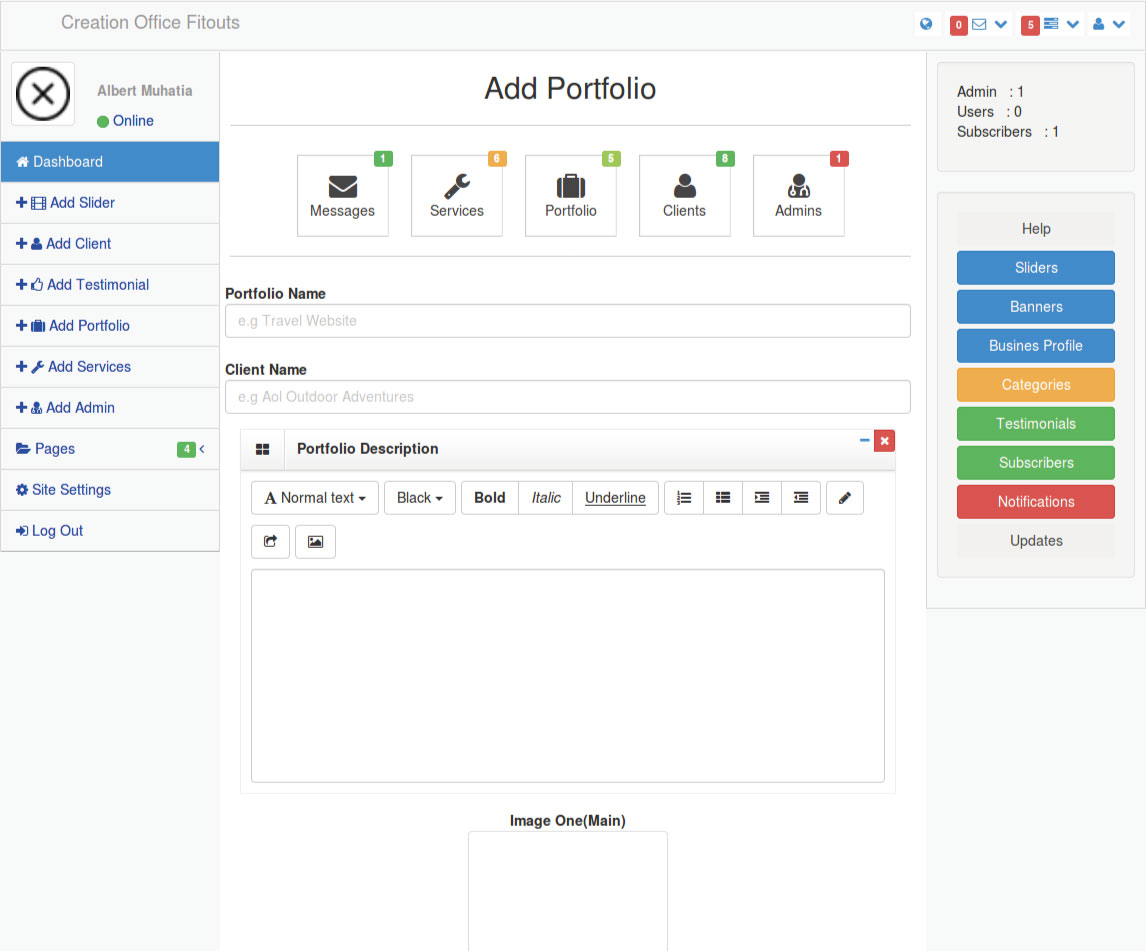 Creation Office Fitouts
0
5
Albert Muhatia
Online
Dashboard
Add Slider
Add Client
Add Testimonial
Add Portfolio
Add Services
Add Admin
Pages 4
Site Settings
Log Out
Add Portfolio
1
Messages
6
Services
5
Portfolio
8
Clients
1
Admins
Portfolio Name
e.g Travel Website
Client Name
e.g Aol Outdoor Adventures
Portfolio Description
A Normal text Black Bold Italic Underline
Image One(Main)
Admin : 1
Users : 0
Subscribers : 1
Help
Sliders
Banners
Busines Profile
Categories
Testimonials
Subscribers
Notifications
Updates